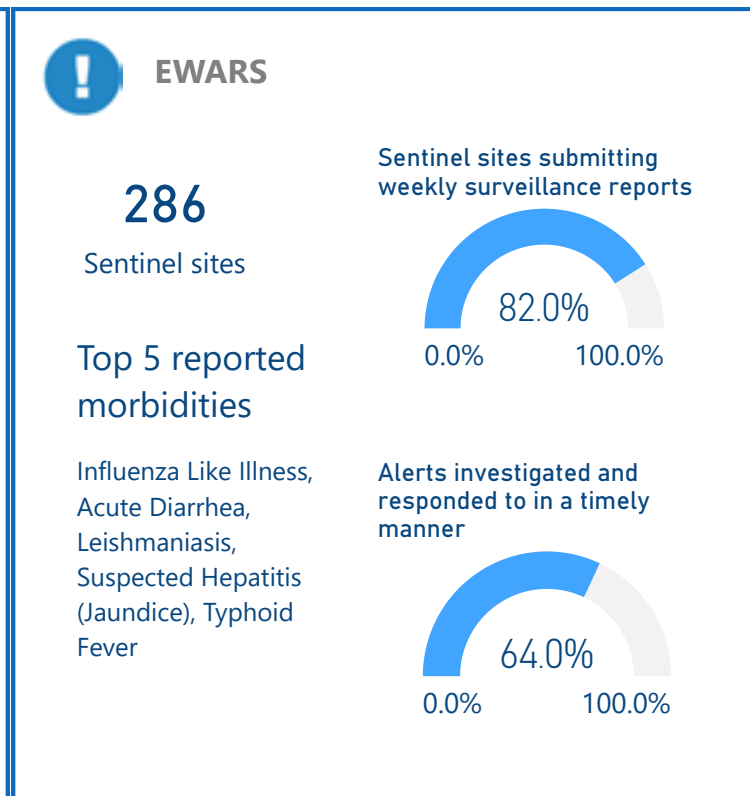 EWARS
286
Sentinel sites
Top 5 reported
morbidities
Influenza Like Illness,
Acute Diarrhea,
Leishmaniasis,
Suspected Hepatitis
(Jaundice), Typhoid
Fever
Sentinel sites submitting
weekly surveillance reports
82.0%
0.0% 100.0%
Alerts investigated and
responded to in a timely
manner
64.0%
0.0% 100.0%